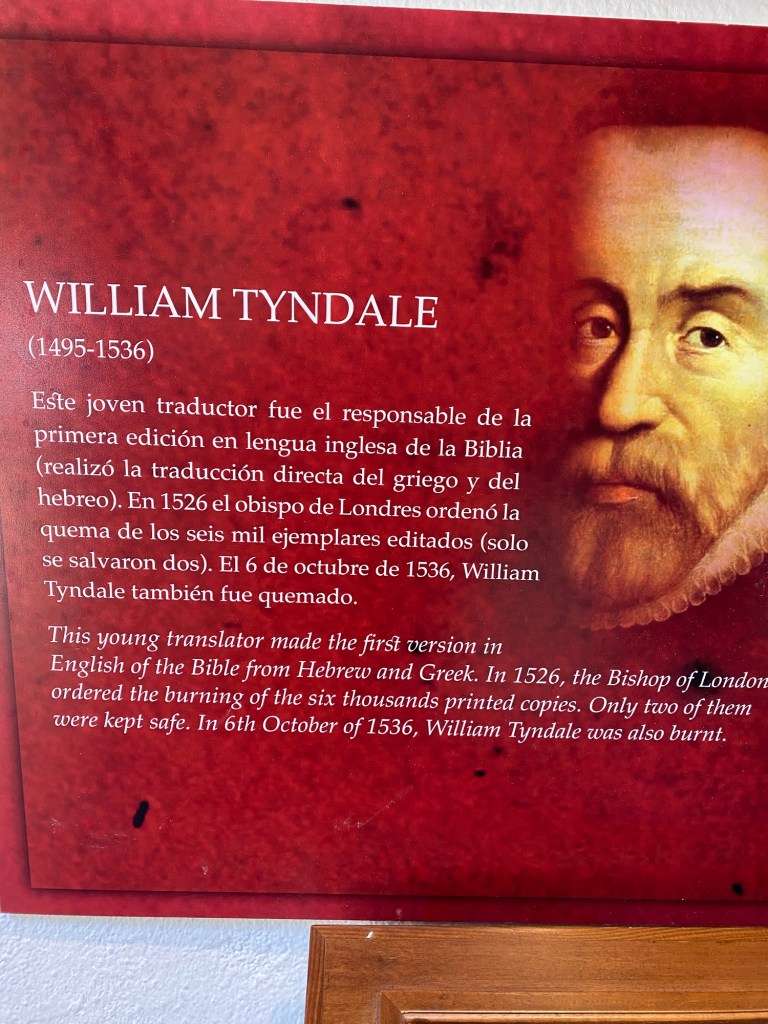 WILLIAM TYNDALE
(1495-1536)
Este joven traductor fue el responsable de la
primera edición en lengua inglesa de la Biblia
(realizó la traducción directa del griego y del
hebreo). En 1526 el obispo de Londres ordenó la
quema de los seis mil ejemplares editados (solo
se salvaron dos). El 6 de octubre de 1536, William
Tyndale también fue quemado.
This young translator made the first version in
English of the Bible from Hebrew and Greek. In 1526, the Bishop of London
ordered the burning of the six thousands printed copies. Only two of them
were kept safe. In 6th October of 1536, William Tyndale was also burnt.